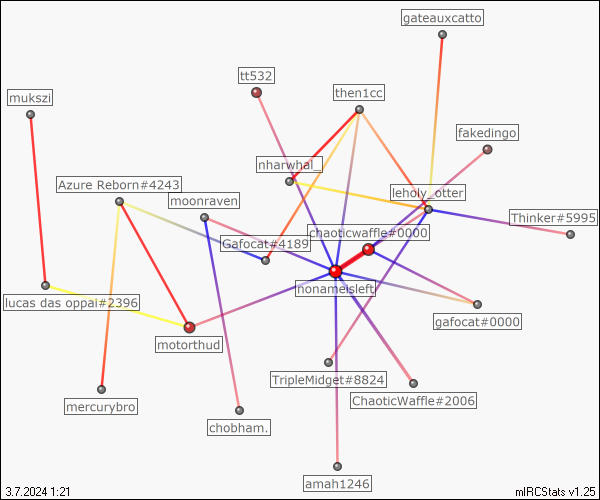 gateauxcatto
tt532
then1cc
mukszi
fakedingo
nharwhal_
Azure Reborn#4243
moonraven
leholy_otter
Thinker#5995
chaoticwaffle#0000
Gafocat#4189
nonameisleft
lucas das oppai#2396
gafocat#0000
motorthud
TripleMidget#8824
ChaoticWaffle#2006
mercurybro
chobham.
amah1246
3.7.2024 1:21
mIRCStats v1.25